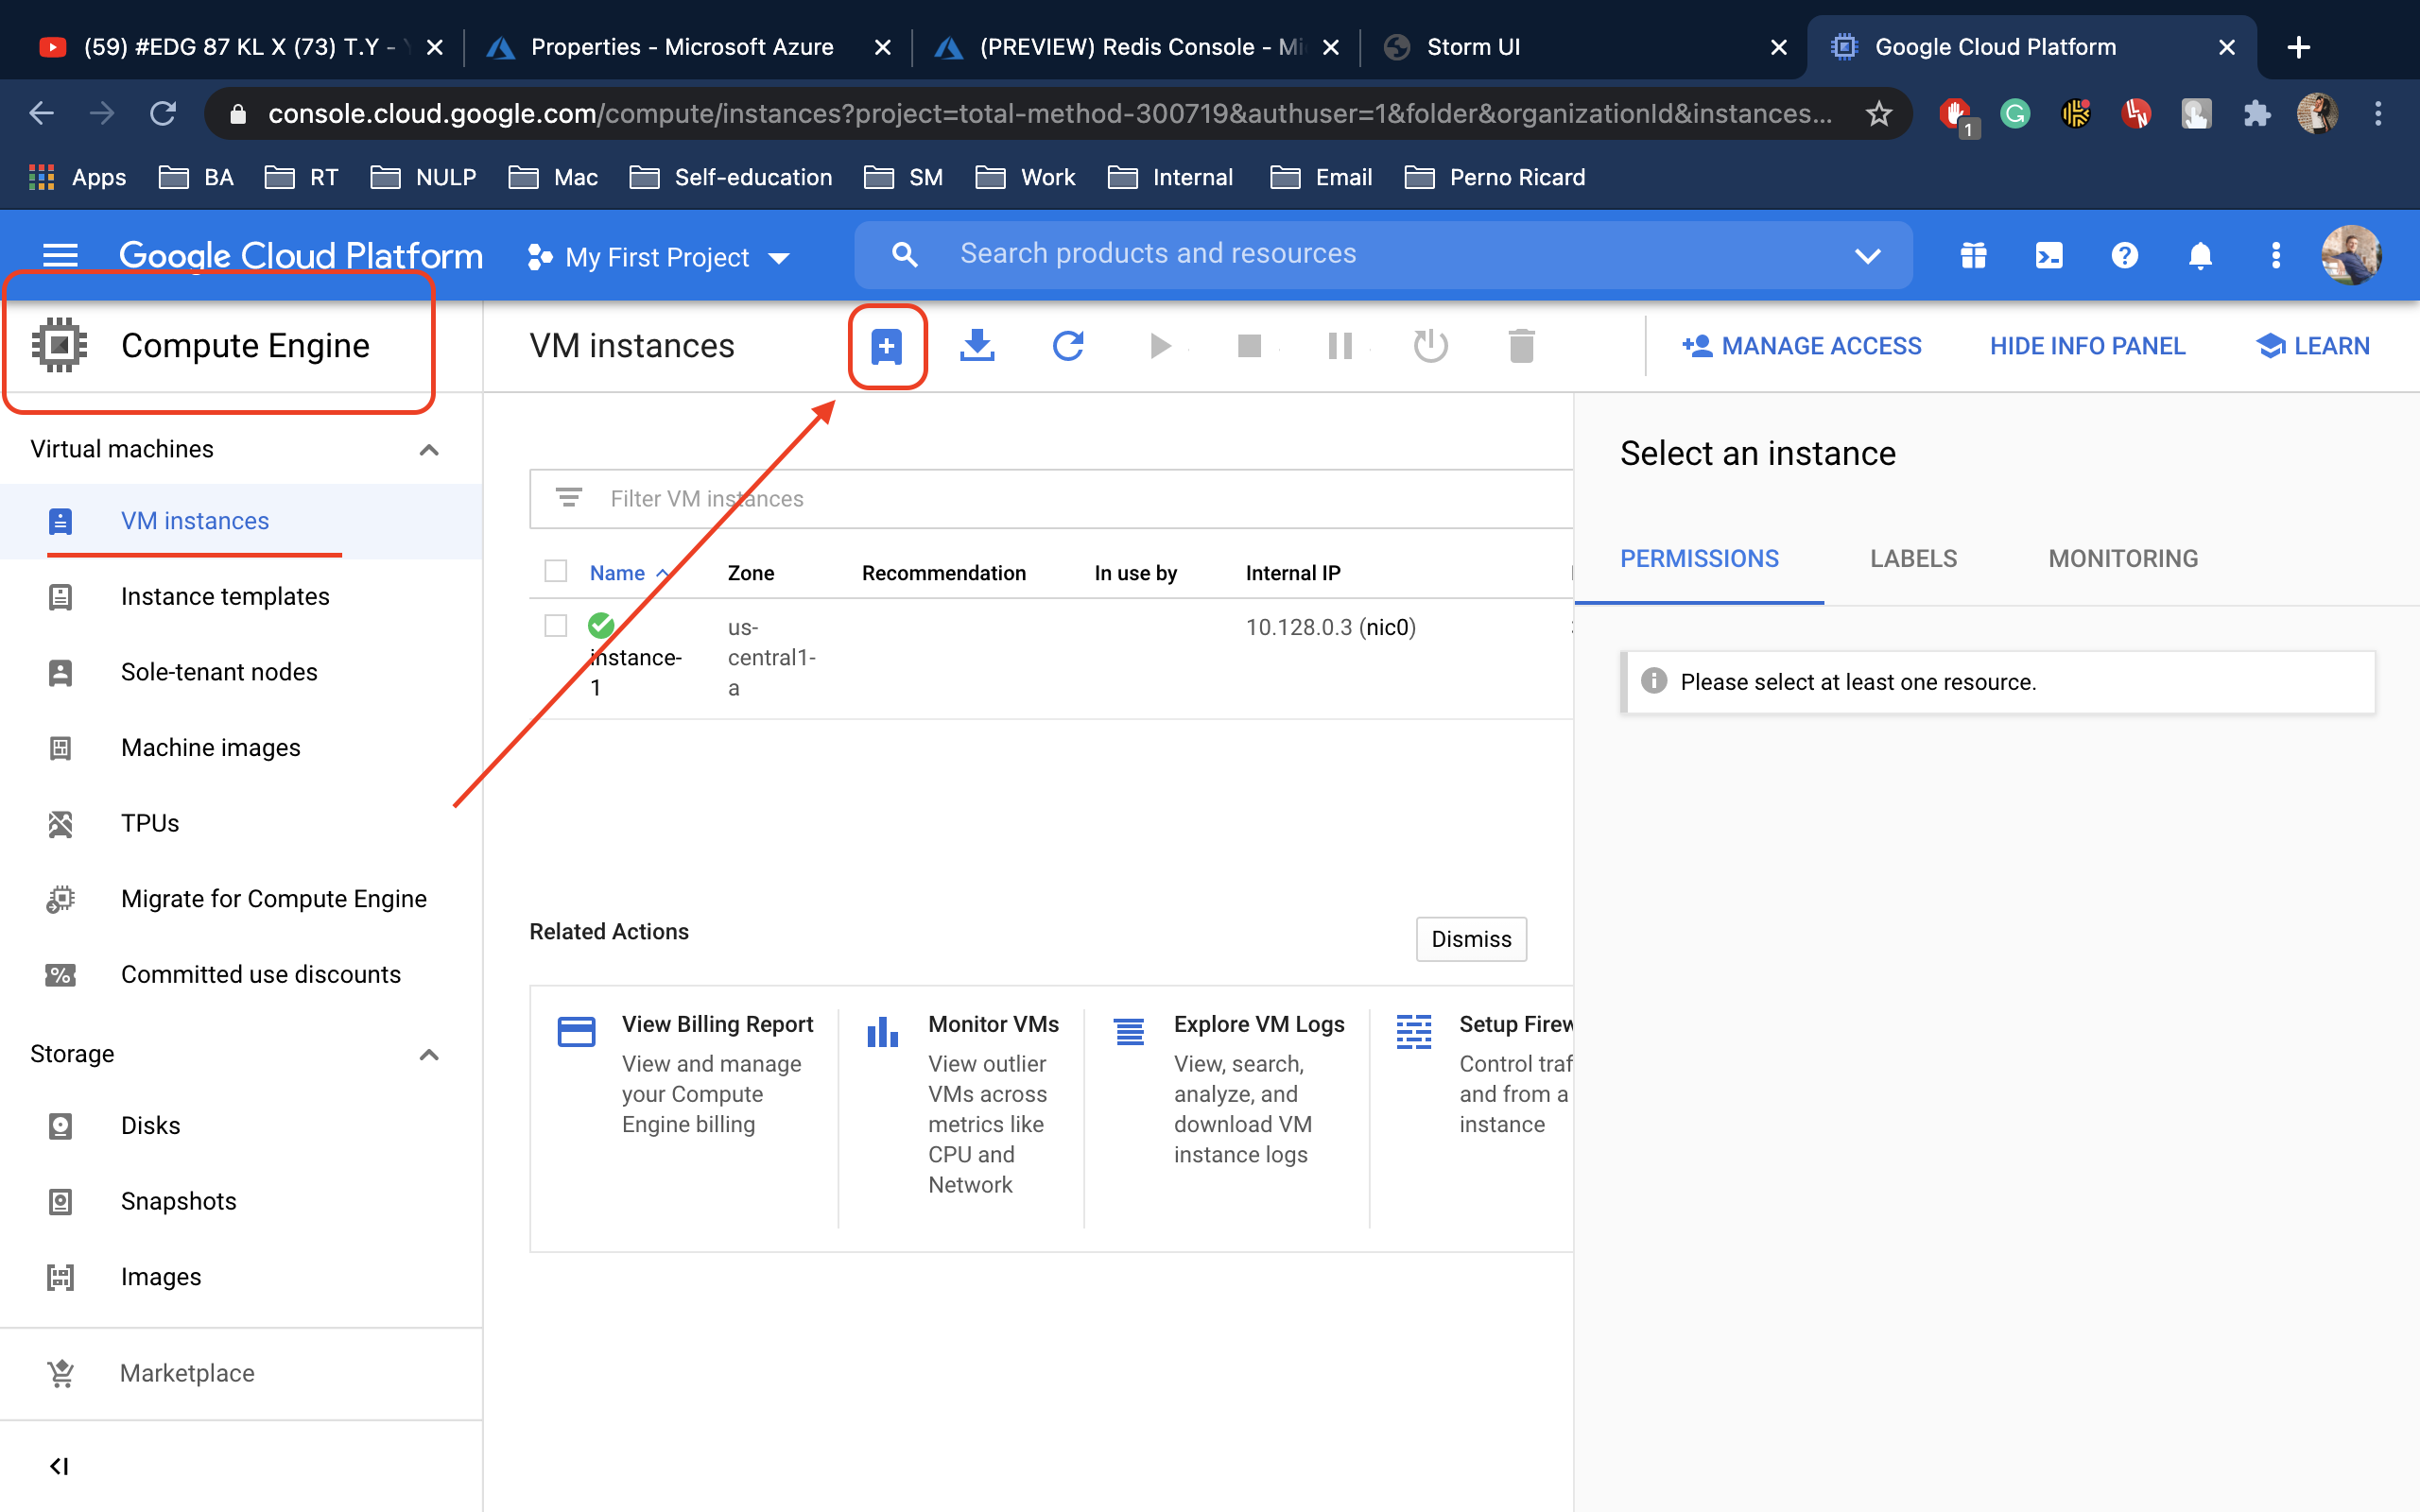 (59) #EDG 87 KL X (73) T.Y -
Properties - Microsoft Azure
(PREVIEW) Redis Console - Mi
Storm UI
Google Cloud Platform
console.cloud.google.com/compute/instances?project=total-method-300719&authuser=1&folder&organizationId&instances...
1
Apps
BA
RT
NULP
Mac
Self-education
SM
Work
Internal
Email
Perno Ricard
Google Cloud Platform
My First Project
Search products and resources
Compute Engine
VM instances
MANAGE ACCESS
HIDE INFO PANEL
LEARN
Virtual machines
VM instances
Instance templates
Sole-tenant nodes
Machine images
TPUs
Migrate for Compute Engine
Committed use discounts
Storage
Disks
Snapshots
Images
Marketplace
Filter VM instances
Name
Zone
Recommendation
In use by
Internal IP
instance-
1
us-
central1-
a
10.128.0.3 (nic0)
Related Actions
Dismiss
View Billing Report
View and manage
your Compute
Engine billing
Monitor VMs
View outlier
VMs across
metrics like
CPU and
Network
Explore VM Logs
View, search,
analyze, and
download VM
instance logs
Setup Firew
Control traf
and from a
instance
Select an instance
PERMISSIONS
LABELS
MONITORING
Please select at least one resource.